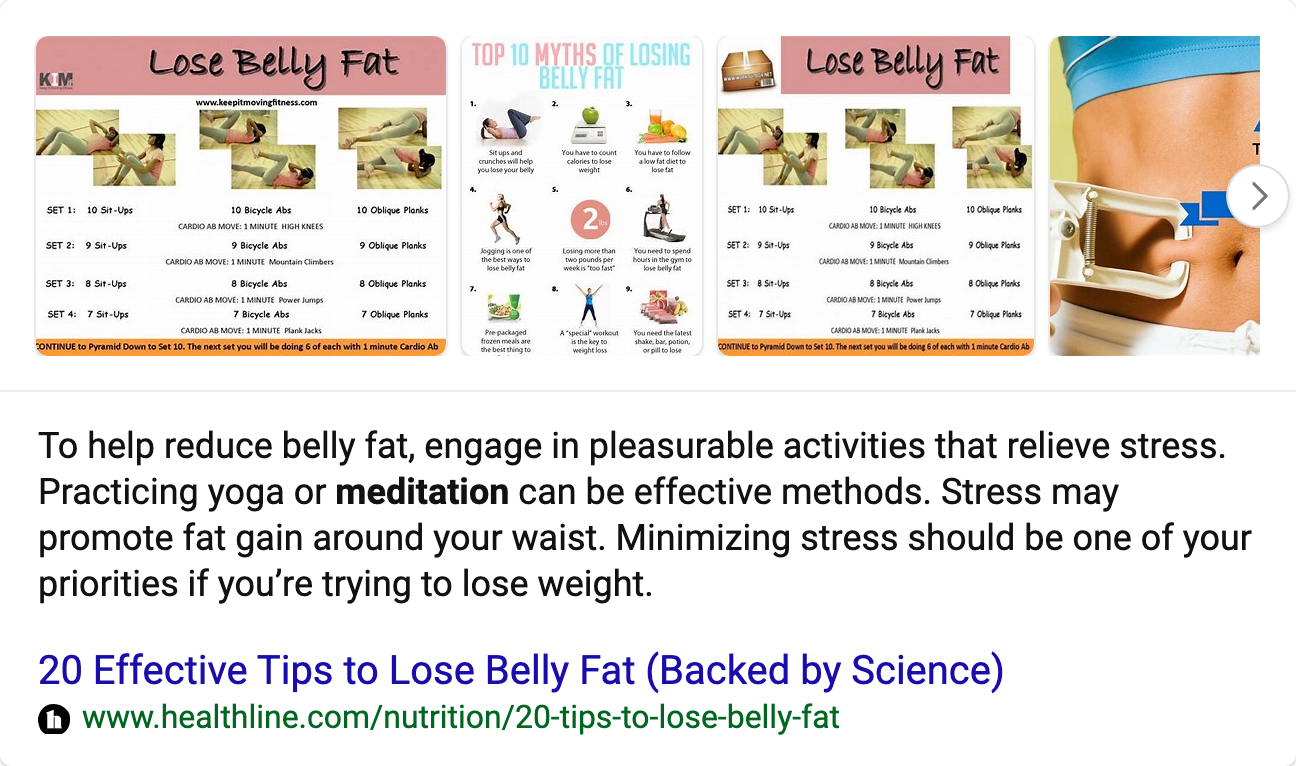 Lose Belly Fat
www.keepitmovingfitness.com
SET 1: 10 Sit-Ups 10 Bicycle Abs 10 Oblique Planks
CARDIO AB MOVE: 1 MINUTE HIGH KNEES
SET 2: 9 Sit-Ups 9 Bicycle Abs 9 Oblique Planks
CARDIO AB MOVE: 1 MINUTE Mountain Climbers
SET 3: 8 Sit-Ups 8 Bicycle Abs 8 Oblique Planks
CARDIO AB MOVE: 1 MINUTE Power Jumps
SET 4: 7 Sit-Ups 7 Bicycle Abs 7 Oblique Planks
CARDIO AB MOVE: 1 MINUTE Plank Jacks
CONTINUE to Pyramid Down to Set 10. The next set you will be doing 6 of each with 1 minute Cardio Ab
TOP 10 MYTHS OF LOSING
BELLY FAT
1.
Sit ups and
crunches will help
you lose your belly
2.
You have to count
calories to lose
weight
3.
You have to follow
a low fat diet to
lose fat
4.
Jogging is one of
the best ways to
lose belly fat
5.
2 lbs
Losing more than
two pounds per
week is "too fast"
6.
You need to spend
hours in the gym to
lose belly fat
7.
Pre-packaged
frozen meals are
the best thing to
8.
A "special" workout
is the key to
weight loss
9.
You need the latest
shake, bar, potion,
or pill to lose
Lose Belly Fat
SET 1: 10 Sit-Ups 10 Bicycle Abs 10 Oblique Planks
CARDIO AB MOVE: 1 MINUTE HIGH KNEES
SET 2: 9 Sit-Ups 9 Bicycle Abs 9 Oblique Planks
CARDIO AB MOVE: 1 MINUTE Mountain Climbers
SET 3: 8 Sit-Ups 8 Bicycle Abs 8 Oblique Planks
CARDIO AB MOVE: 1 MINUTE Power Jumps
SET 4: 7 Sit-Ups 7 Bicycle Abs 7 Oblique Planks
CARDIO AB MOVE: 1 MINUTE Plank Jacks
CONTINUE to Pyramid Down to Set 10. The next set you will be doing 6 of each with 1 minute Cardio Ab
To help reduce belly fat, engage in pleasurable activities that relieve stress.
Practicing yoga or meditation can be effective methods. Stress may
promote fat gain around your waist. Minimizing stress should be one of your
priorities if you're trying to lose weight.
20 Effective Tips to Lose Belly Fat (Backed by Science)
www.healthline.com/nutrition/20-tips-to-lose-belly-fat